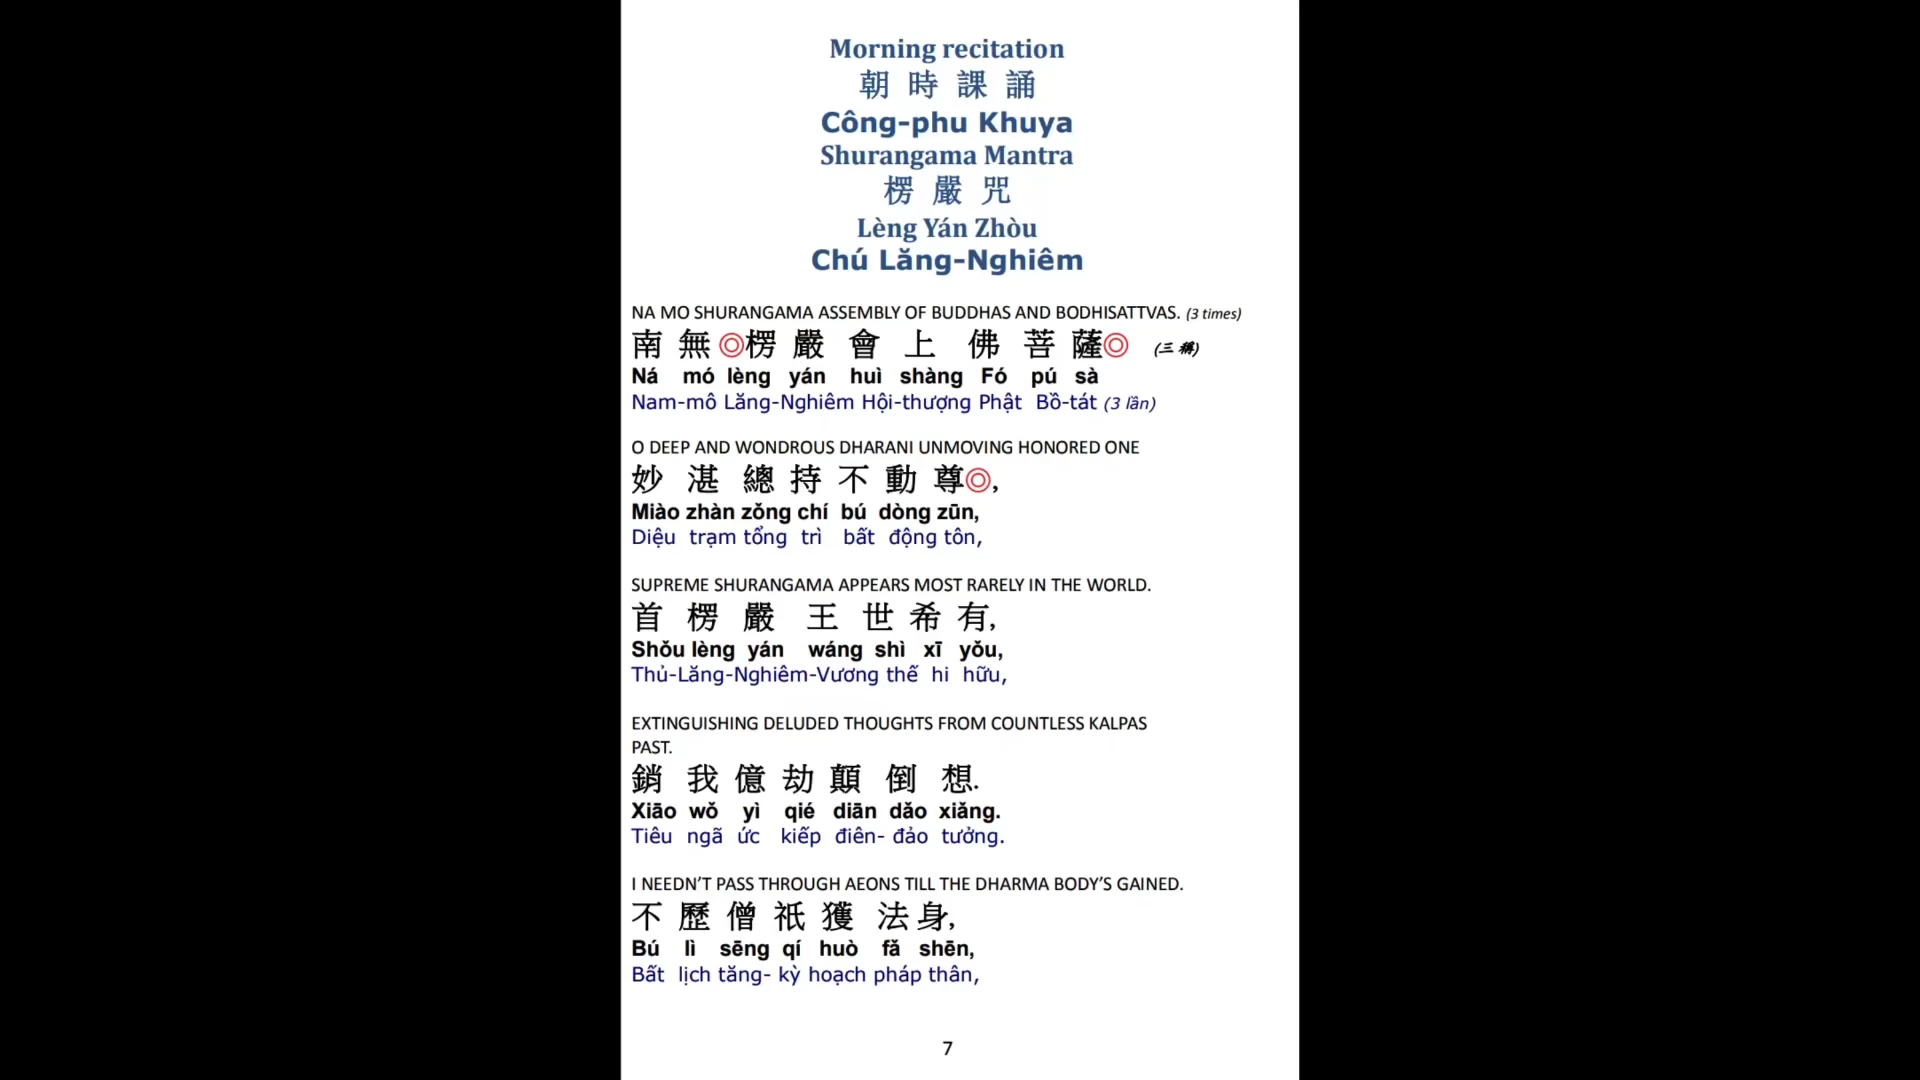 Morning recitation
朝 時 課 誦
Công-phu Khuya
Shurangama Mantra
楞 嚴 咒
Lèng Yán Zhòu
Chú Lăng-Nghiêm
NA MO SHURANGAMA ASSEMBLY OF BUDDHAS AND BODHISATTVAS. (3 times)
南 無 ◎楞 嚴 會 上 佛 菩 薩◎ (三 稱)
Ná mó lèng yán huì shàng Fó pú sà
Nam-mô Lăng-Nghiêm Hội-thượng Phật Bồ-tát (3 lần)
O DEEP AND WONDROUS DHARANI UNMOVING HONORED ONE
妙 湛 總 持 不 動 尊◎,
Miào zhàn zǒng chí bú dòng zūn,
Diệu trạm tổng trì bất động tôn,
SUPREME SHURANGAMA APPEARS MOST RARELY IN THE WORLD.
首 楞 嚴 王 世 希 有,
Shǒu lèng yán wáng shì xī yǒu,
Thủ-Lăng-Nghiêm-Vương thế hi hữu,
EXTINGUISHING DELUDED THOUGHTS FROM COUNTLESS KALPAS
PAST.
銷 我 億 劫 顛 倒 想.
Xiāo wǒ yì qié diān dǎo xiǎng.
Tiêu ngã ức kiếp điên- đảo tưởng.
I NEEDN’T PASS THROUGH AEONS TILL THE DHARMA BODY’S GAINED.
不 歷 僧 祇 獲 法 身,
Bú lì sēng qí huò fǎ shēn,
Bất lịch tăng- kỳ hoạch pháp thân,
7